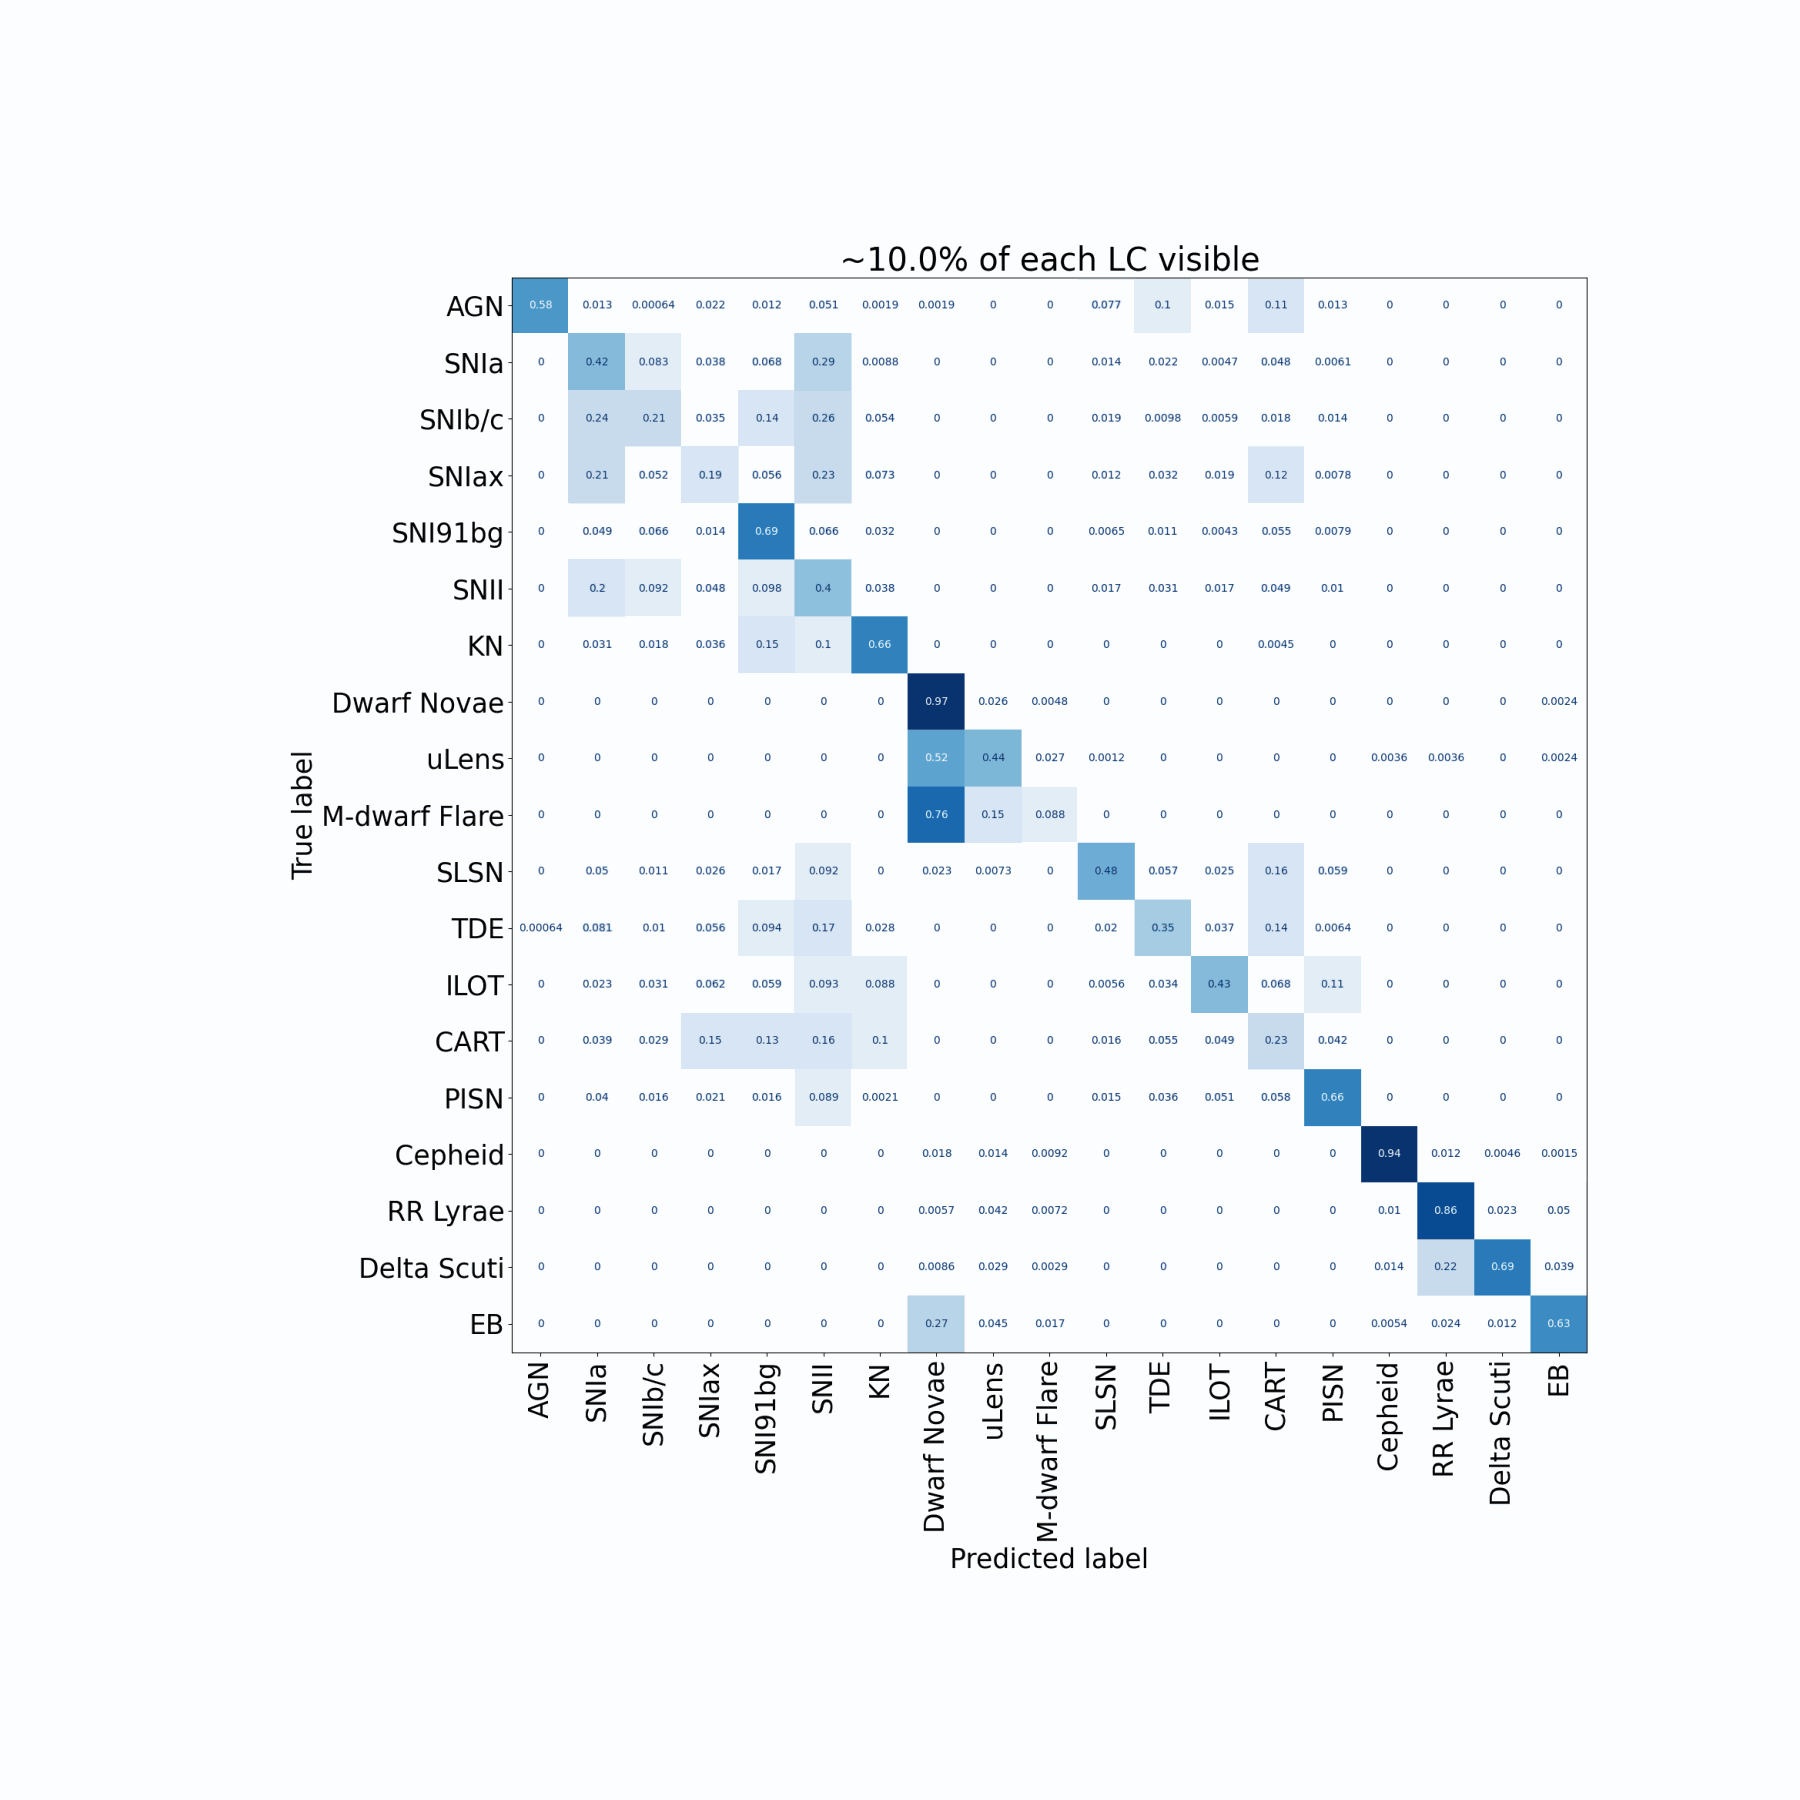 ~10.0% of each LC visible
AGN 0.58 0.013 0.00064 0.022 0.012 0.051 0.0019 0.0019 0 0 0.077 0.1 0.015 0.11 0.013 0 0 0 0
SNIa 0 0.42 0.083 0.038 0.068 0.29 0.0088 0 0 0 0.014 0.022 0.0047 0.048 0.0061 0 0 0 0
SNIb/c 0 0.24 0.21 0.035 0.14 0.26 0.054 0 0 0 0.019 0.0098 0.0059 0.018 0.014 0 0 0 0
SNIax 0 0.21 0.052 0.19 0.056 0.23 0.073 0 0 0 0.012 0.032 0.019 0.12 0.0078 0 0 0 0
SNI91bg 0 0.049 0.066 0.014 0.69 0.066 0.032 0 0 0 0.0065 0.011 0.0043 0.055 0.0079 0 0 0 0
SNII 0 0.2 0.092 0.048 0.098 0.4 0.038 0 0 0 0.017 0.031 0.017 0.049 0.01 0 0 0 0
KN 0 0.031 0.018 0.036 0.15 0.1 0.66 0 0 0 0 0 0 0.0045 0 0 0 0 0
Dwarf Novae 0 0 0 0 0 0 0 0.97 0.026 0.0048 0 0 0 0 0 0 0 0 0.0024
uLens 0 0 0 0 0 0 0 0.52 0.44 0.027 0.0012 0 0 0 0 0.0036 0.0036 0 0.0024
M-dwarf Flare 0 0 0 0 0 0 0 0.76 0.15 0.088 0 0 0 0 0 0 0 0 0
SLSN 0 0.05 0.011 0.026 0.017 0.092 0 0.023 0.0073 0 0.48 0.057 0.025 0.16 0.059 0 0 0 0
TDE 0.00064 0.081 0.01 0.056 0.094 0.17 0.028 0 0 0 0.02 0.35 0.037 0.14 0.0064 0 0 0 0
ILOT 0 0.023 0.031 0.062 0.059 0.093 0.088 0 0 0 0.0056 0.034 0.43 0.068 0.11 0 0 0 0
CART 0 0.039 0.029 0.15 0.13 0.16 0.1 0 0 0 0.016 0.055 0.049 0.23 0.042 0 0 0 0
PISN 0 0.04 0.016 0.021 0.016 0.089 0.0021 0 0 0 0.015 0.036 0.051 0.058 0.66 0 0 0 0
Cepheid 0 0 0 0 0 0 0 0.018 0.014 0.0092 0 0 0 0 0 0.94 0.012 0.0046 0.0015
RR Lyrae 0 0 0 0 0 0 0 0.0057 0.042 0.0072 0 0 0 0 0 0.01 0.86 0.023 0.05
Delta Scuti 0 0 0 0 0 0 0 0.0086 0.029 0.0029 0 0 0 0 0 0.014 0.22 0.69 0.039
EB 0 0 0 0 0 0 0 0.27 0.045 0.017 0 0 0 0 0 0.0054 0.024 0.012 0.63
True label
AGN
SNIa
SNIb/c
SNIax
SNI91bg
SNII
KN
Dwarf Novae
uLens
M-dwarf Flare
SLSN
TDE
ILOT
CART
PISN
Cepheid
RR Lyrae
Delta Scuti
EB
Predicted label